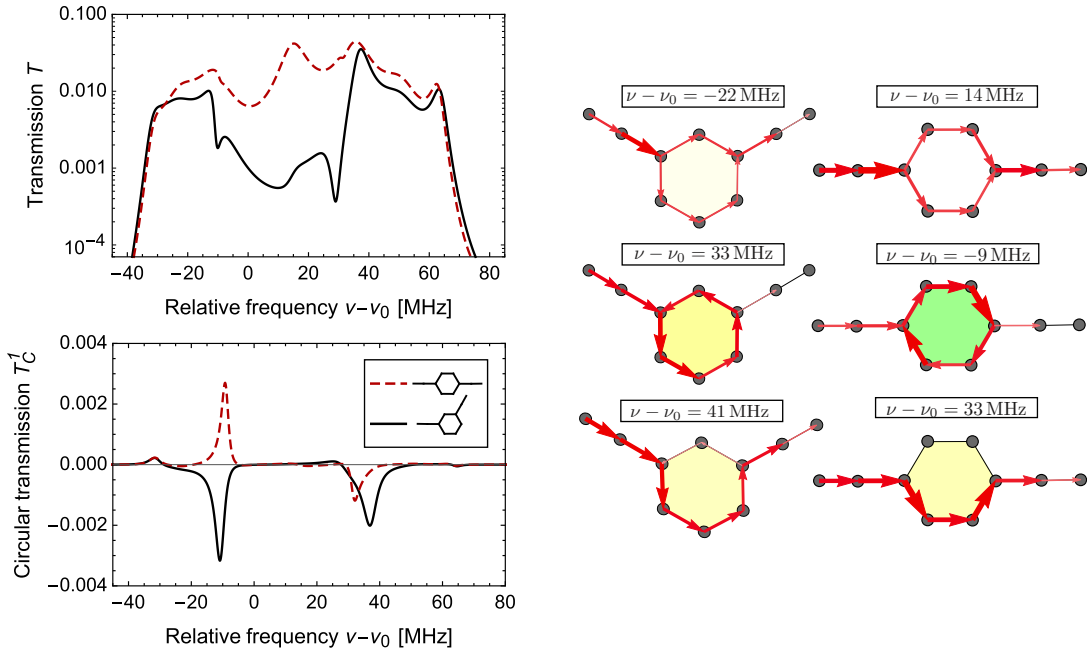 0.100
0.010
0.001
10⁻⁴
Transmission T
−40 −20 0 20 40 60 80
Relative frequency ν−ν₀ [MHz]
0.004
0.002
0.000
−0.002
−0.004
Circular transmission T_C^1
−40 −20 0 20 40 60 80
Relative frequency ν−ν₀ [MHz]
ν − ν₀ = −22 MHz
ν − ν₀ = 14 MHz
ν − ν₀ = 33 MHz
ν − ν₀ = −9 MHz
ν − ν₀ = 41 MHz
ν − ν₀ = 33 MHz